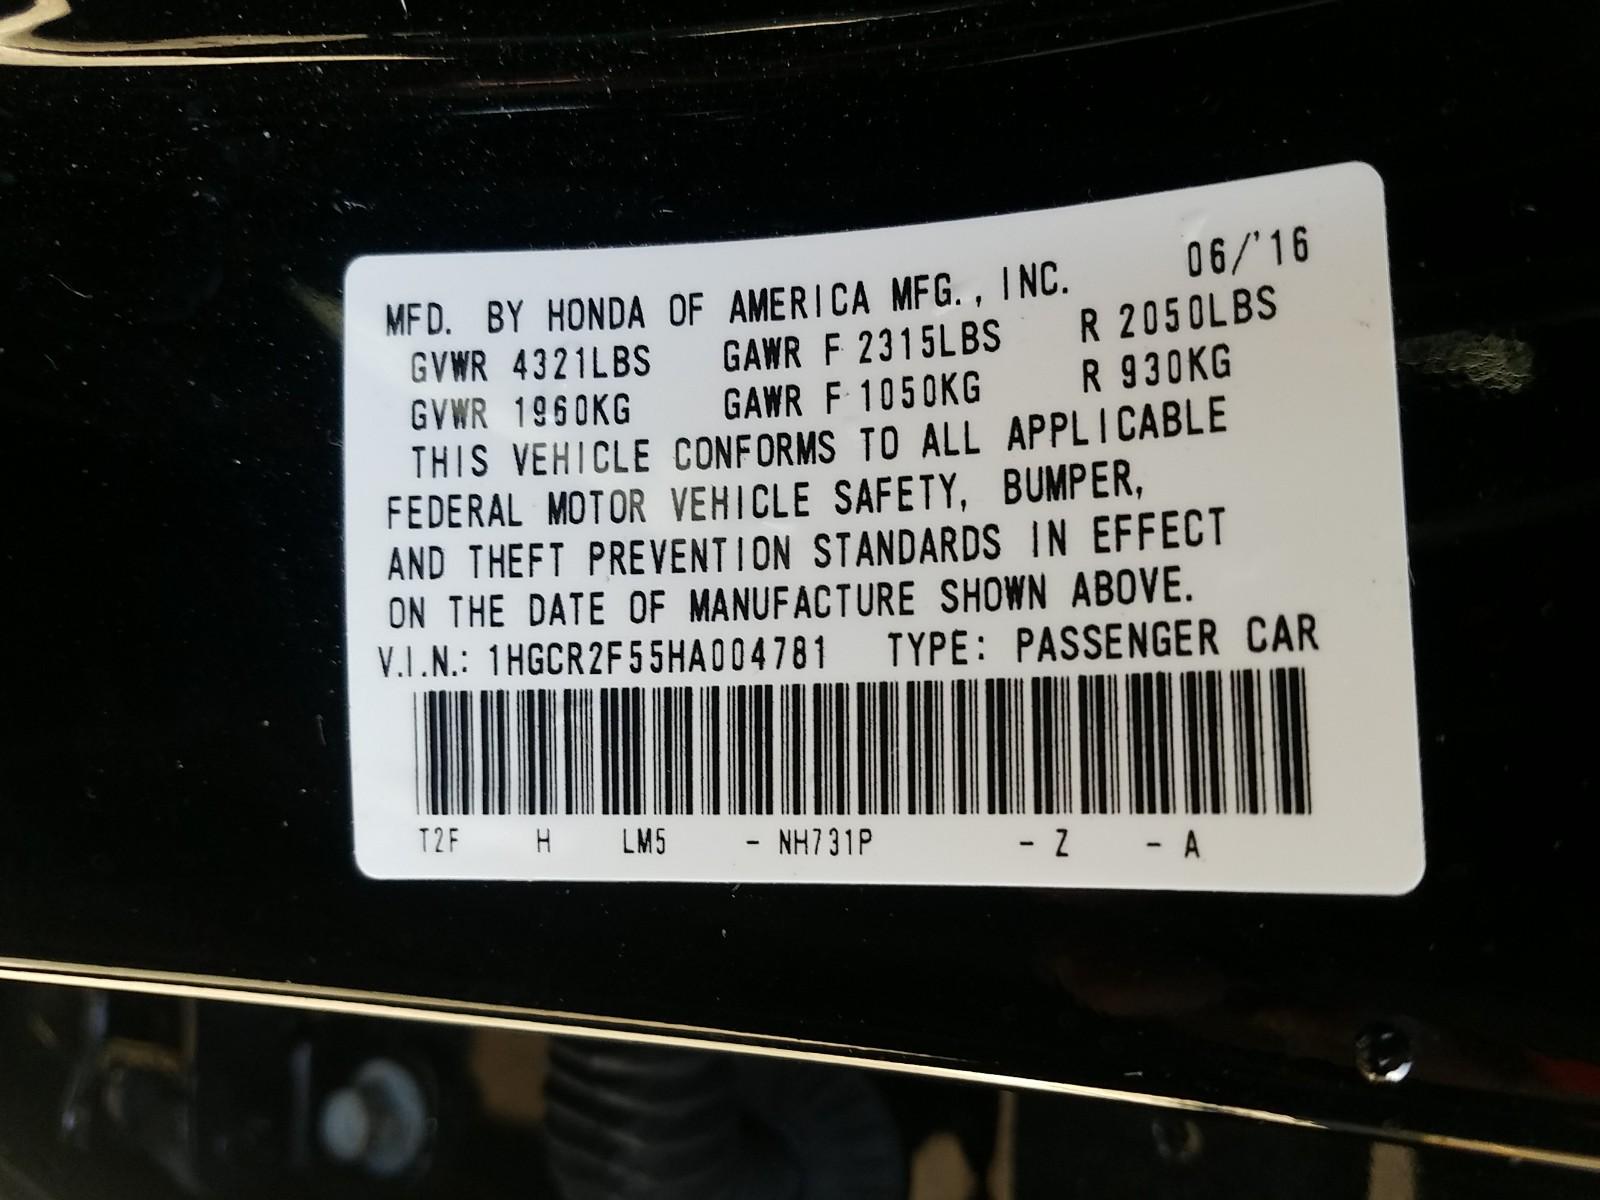 MFD. BY HONDA OF AMERICA MFG., INC. 06/'16
GVWR 4321LBS GAWR F 2315LBS R 2050LBS
GVWR 1960KG GAWR F 1050KG R 930KG
THIS VEHICLE CONFORMS TO ALL APPLICABLE
FEDERAL MOTOR VEHICLE SAFETY, BUMPER,
AND THEFT PREVENTION STANDARDS IN EFFECT
ON THE DATE OF MANUFACTURE SHOWN ABOVE.
V.I.N.: 1HGCR2F55HA004781 TYPE: PASSENGER CAR
T2F H LM5 - NH731P - Z - A